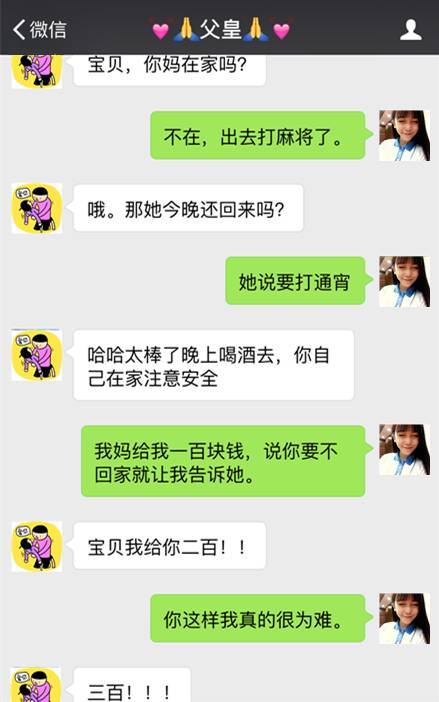 微信
💓🙏父皇🙏💓
宝贝，你妈在家吗?
不在，出去打麻将了。
哦。那她今晚还回来吗?
她说要打通宵
哈哈太棒了晚上喝酒去，你自
己在家注意安全
我妈给我一百块钱，说你要不
回家就让我告诉她。
宝贝我给你二百！！
你这样我真的很为难。
三百！！！